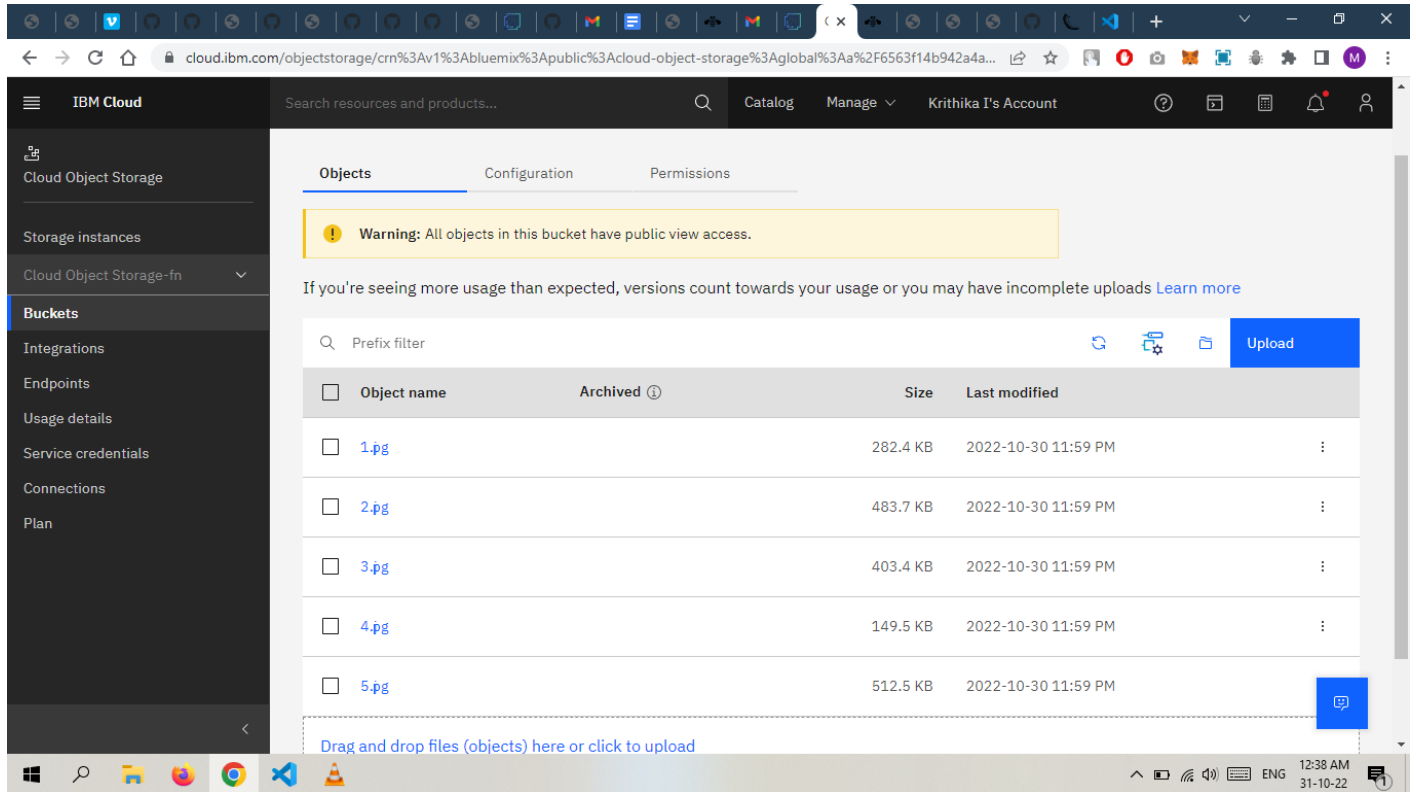 cloud.ibm.com/objectstorage/crn%3Av1%3Abluemix%3Apublic%3Acloud-object-storage%3Aglobal%3Aa%2F6563f14b942a4a...
M
IBM Cloud
Search resources and products...
Catalog
Manage
Krithika I's Account
Cloud Object Storage
Storage instances
Cloud Object Storage-fn
Buckets
Integrations
Endpoints
Usage details
Service credentials
Connections
Plan
Objects Configuration Permissions
Warning: All objects in this bucket have public view access.
If you're seeing more usage than expected, versions count towards your usage or you may have incomplete uploads Learn more
Prefix filter
Upload
Object name Archived Size Last modified
1.jpg 282.4 KB 2022-10-30 11:59 PM
2.jpg 483.7 KB 2022-10-30 11:59 PM
3.jpg 403.4 KB 2022-10-30 11:59 PM
4.jpg 149.5 KB 2022-10-30 11:59 PM
5.jpg 512.5 KB 2022-10-30 11:59 PM
Drag and drop files (objects) here or click to upload
ENG
12:38 AM
31-10-22
1